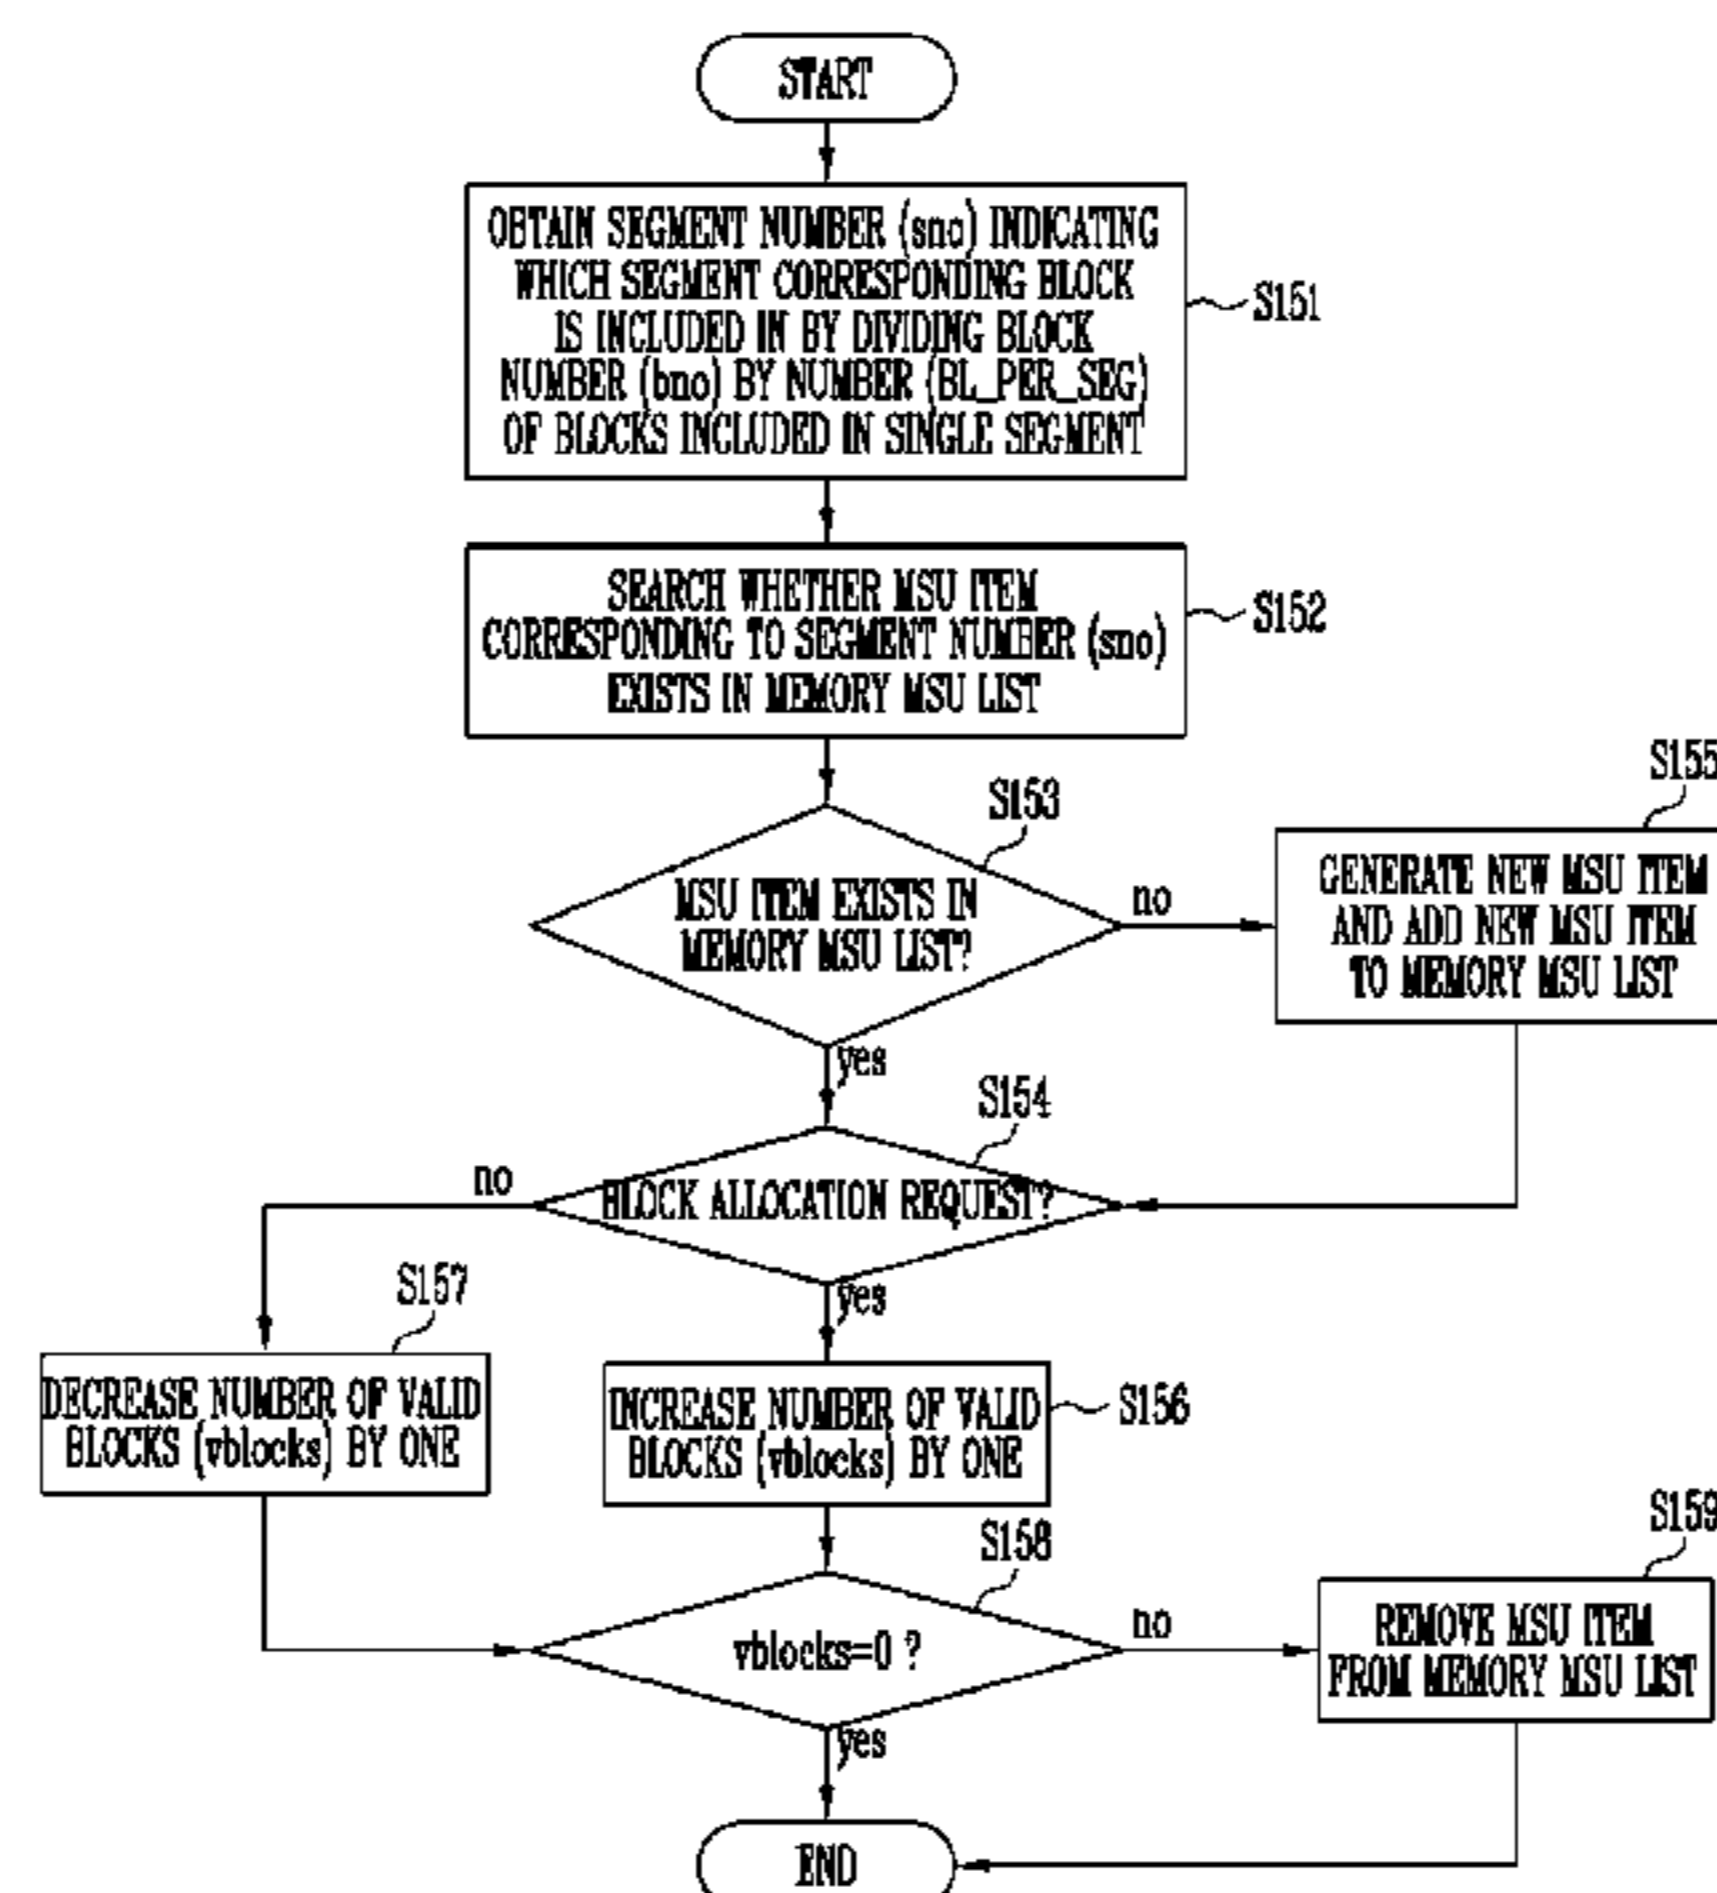 START
OBTAIN SEGMENT NUMBER (sno) INDICATING
WHICH SEGMENT CORRESPONDING BLOCK
IS INCLUDED IN BY DIVIDING BLOCK
NUMBER (bno) BY NUMBER (BL_PER_SEG)
OF BLOCKS INCLUDED IN SINGLE SEGMENT
S151
SEARCH WHETHER MSU ITEM
CORRESPONDING TO SEGMENT NUMBER (sno)
EXISTS IN MEMORY MSU LIST
S152
S153
MSU ITEM EXISTS IN
MEMORY MSU LIST?
no
yes
S155
GENERATE NEW MSU ITEM
AND ADD NEW MSU ITEM
TO MEMORY MSU LIST
S154
BLOCK ALLOCATION REQUEST?
no
yes
S157
DECREASE NUMBER OF VALID
BLOCKS (vblocks) BY ONE
INCREASE NUMBER OF VALID
BLOCKS (vblocks) BY ONE
S156
S158
vblocks=0 ?
no
yes
S159
REMOVE MSU ITEM
FROM MEMORY MSU LIST
END